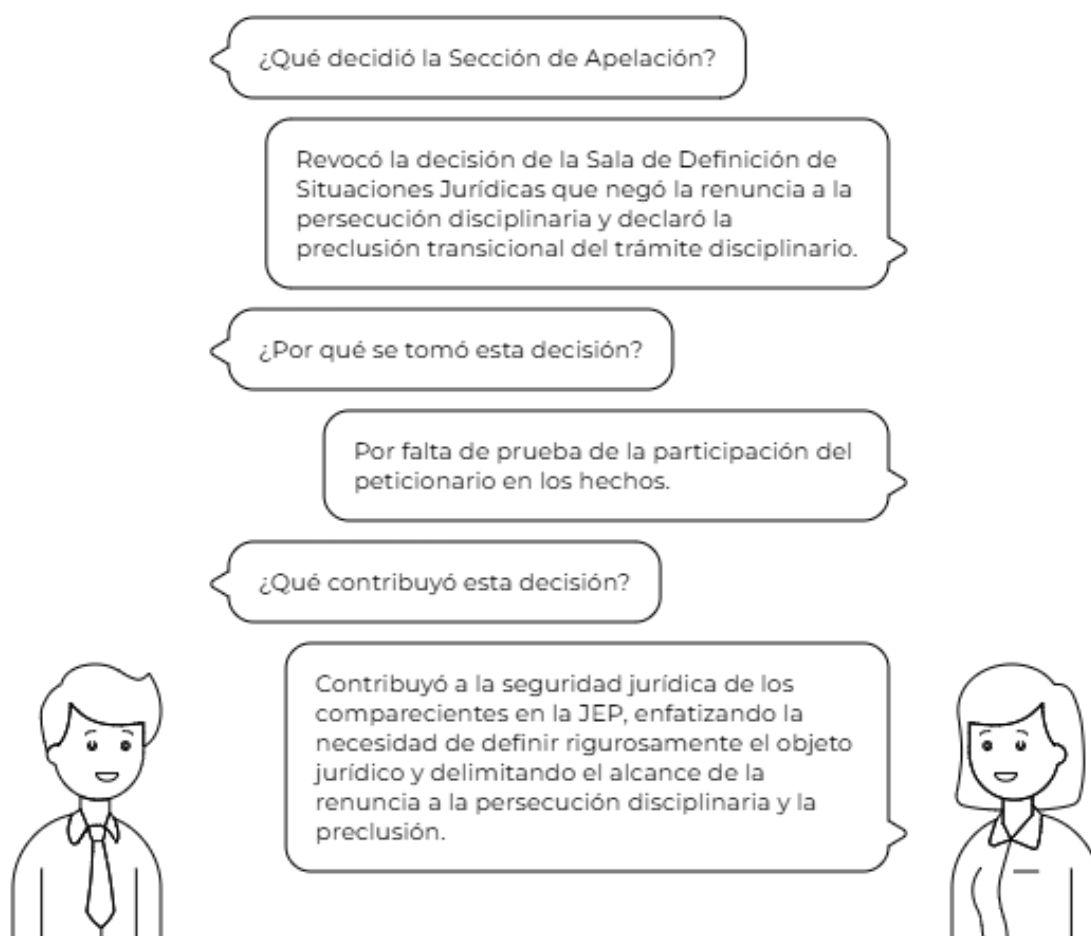 ¿Qué decidió la Sección de Apelación?
Revocó la decisión de la Sala de Definición de
Situaciones Jurídicas que negó la renuncia a la
persecución disciplinaria y declaró la
preclusión transicional del trámite disciplinario.
¿Por qué se tomó esta decisión?
Por falta de prueba de la participación del
peticionario en los hechos.
¿Qué contribuyó esta decisión?
Contribuyó a la seguridad jurídica de los
comparecientes en la JEP, enfatizando la
necesidad de definir rigurosamente el objeto
jurídico y delimitando el alcance de la
renuncia a la persecución disciplinaria y la
preclusión.